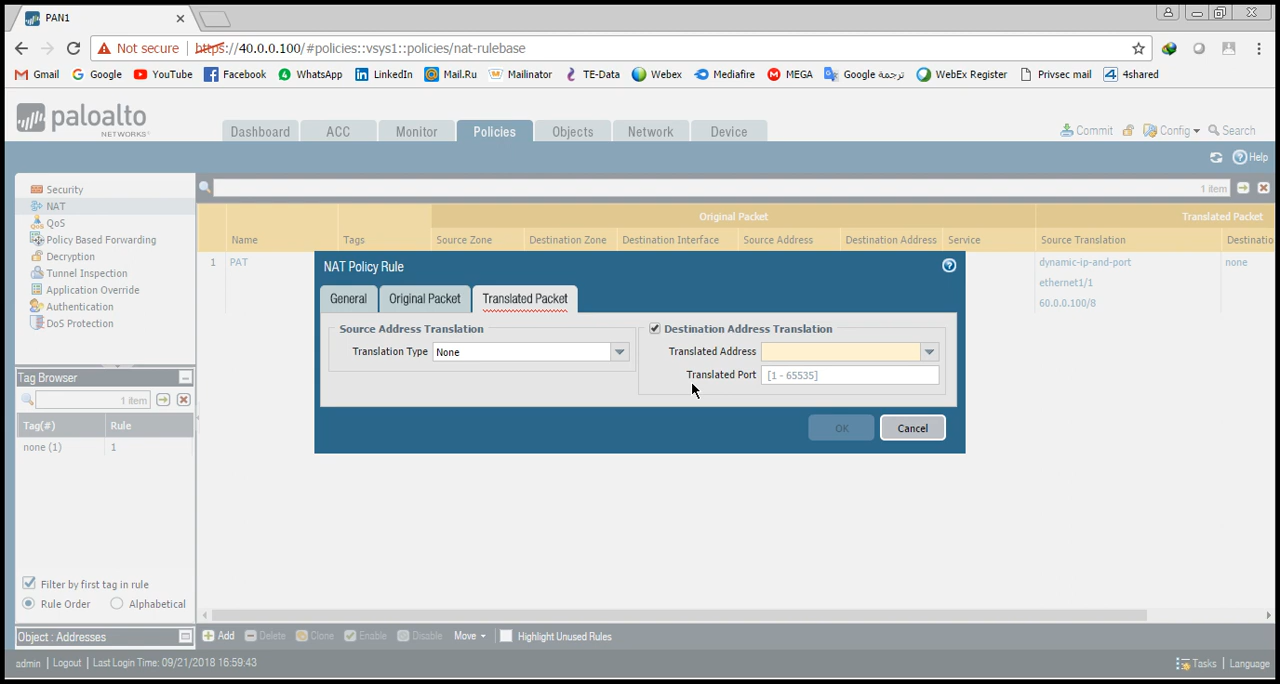 PAN1
Not secure | https://40.0.0.100/#policies::vsys1::policies/nat-rulebase
Gmail Google YouTube Facebook WhatsApp LinkedIn Mail.Ru Mailinator TE-Data Webex Mediafire MEGA Google ترجمة WebEx Register Privsec mail 4shared
paloalto
NETWORKS
Dashboard ACC Monitor Policies Objects Network Device
Commit Config Search
Help
Security
NAT
QoS
Policy Based Forwarding
Decryption
Tunnel Inspection
Application Override
Authentication
DoS Protection
1 item
Original Packet Translated Packet
Name Tags Source Zone Destination Zone Destination Interface Source Address Destination Address Service Source Translation Destinatio
1 PAT dynamic-ip-and-port none
ethernet1/1
60.0.0.100/8
NAT Policy Rule
General Original Packet Translated Packet
Source Address Translation
Translation Type None
Destination Address Translation
Translated Address
Translated Port [1 - 65535]
OK Cancel
Tag Browser
1 item
Tag(#) Rule
none (1) 1
Filter by first tag in rule
Rule Order Alphabetical
Object : Addresses
Add Delete Clone Enable Disable Move Highlight Unused Rules
admin | Logout | Last Login Time: 09/21/2018 16:59:43
Tasks | Language